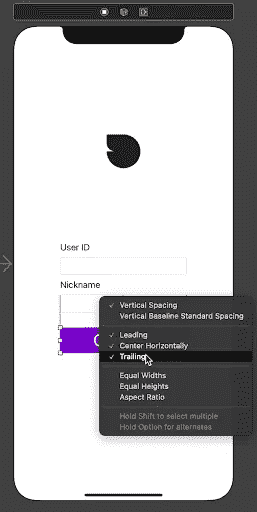 User ID
Nickname
✓ Vertical Spacing
Vertical Baseline Standard Spacing
✓ Leading
✓ Center Horizontally
✓ Trailing
Equal Widths
Equal Heights
Aspect Ratio
Hold Shift to select multiple
Hold Option for alternates